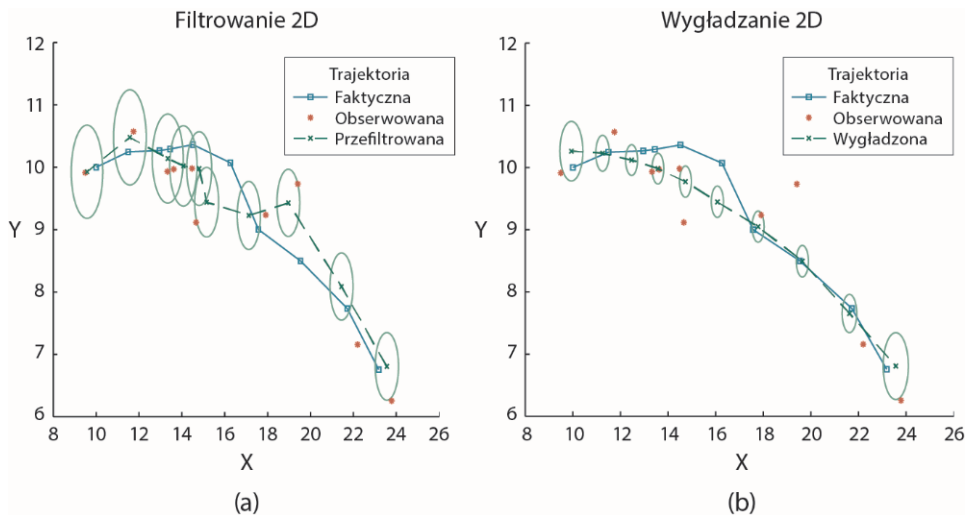 Filtrowanie 2D
12
11
10
9
8
7
6
Y
8 10 12 14 16 18 20 22 24 26
X
Trajektoria
Faktyczna
Obserwowana
Przefiltrowana
(a)
Wygładzanie 2D
12
11
10
9
8
7
6
Y
8 10 12 14 16 18 20 22 24 26
X
Trajektoria
Faktyczna
Obserwowana
Wygładzona
(b)